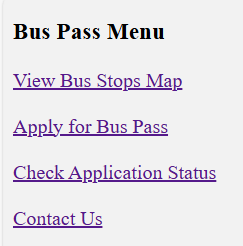 Bus Pass Menu
View Bus Stops Map
Apply for Bus Pass
Check Application Status
Contact Us